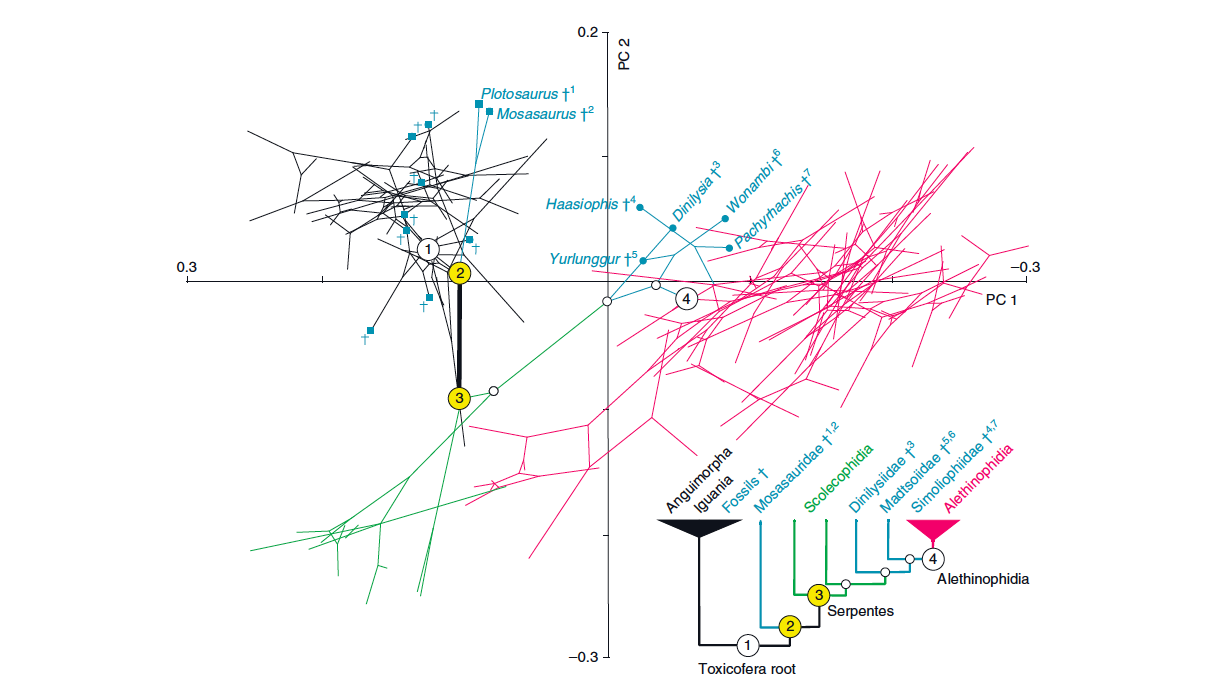 0.2
PC 2
Plotosaurus †1
Mosasurus †2
†
†
†
†
†
†
†
†
Haasiophis †4
Dinilysia †3
Wonambi †6
Pachyrhachis †7
Yurlunggur †5
1
2
3
4
0.3
–0.3
PC 1
Anguimorpha
Iguania
Fossils †
Mosasauridae †1,2
Scolecophidia
Dinilysiidae †3
Madtsoiidae †5,6
Simoliophiidae †4,7
Alethinophidia
4
Alethinophidia
3
Serpentes
2
1
Toxicofera root
–0.3